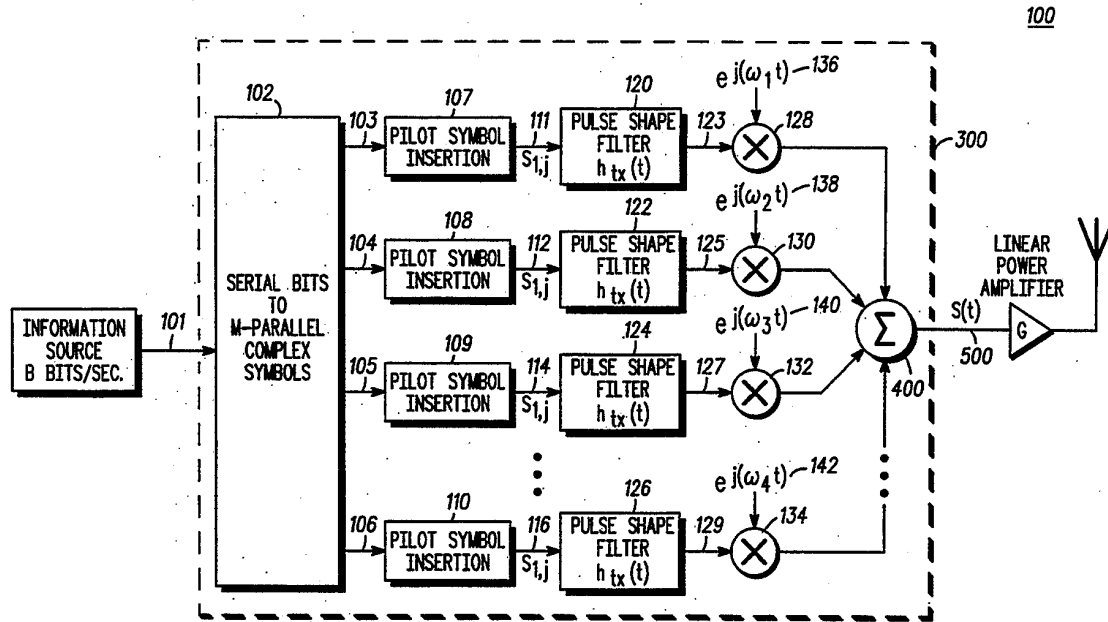 100
102
107
120
e j(ω1 t) 136
103
PILOT SYMBOL
INSERTION
111
S1,j
PULSE SHAPE
FILTER
htx(t)
123
128
300
108
122
e j(ω2 t) 138
104
PILOT SYMBOL
INSERTION
112
S1,j
PULSE SHAPE
FILTER
htx(t)
125
130
LINEAR
POWER
AMPLIFIER
INFORMATION
SOURCE
B BITS/SEC.
101
SERIAL BITS
TO
M-PARALLEL
COMPLEX
SYMBOLS
109
124
e j(ω3 t) 140
Σ
400
S(t)
500
G
105
PILOT SYMBOL
INSERTION
114
S1,j
PULSE SHAPE
FILTER
htx(t)
127
132
110
126
e j(ω4 t) 142
106
PILOT SYMBOL
INSERTION
116
S1,j
PULSE SHAPE
FILTER
htx(t)
129
134